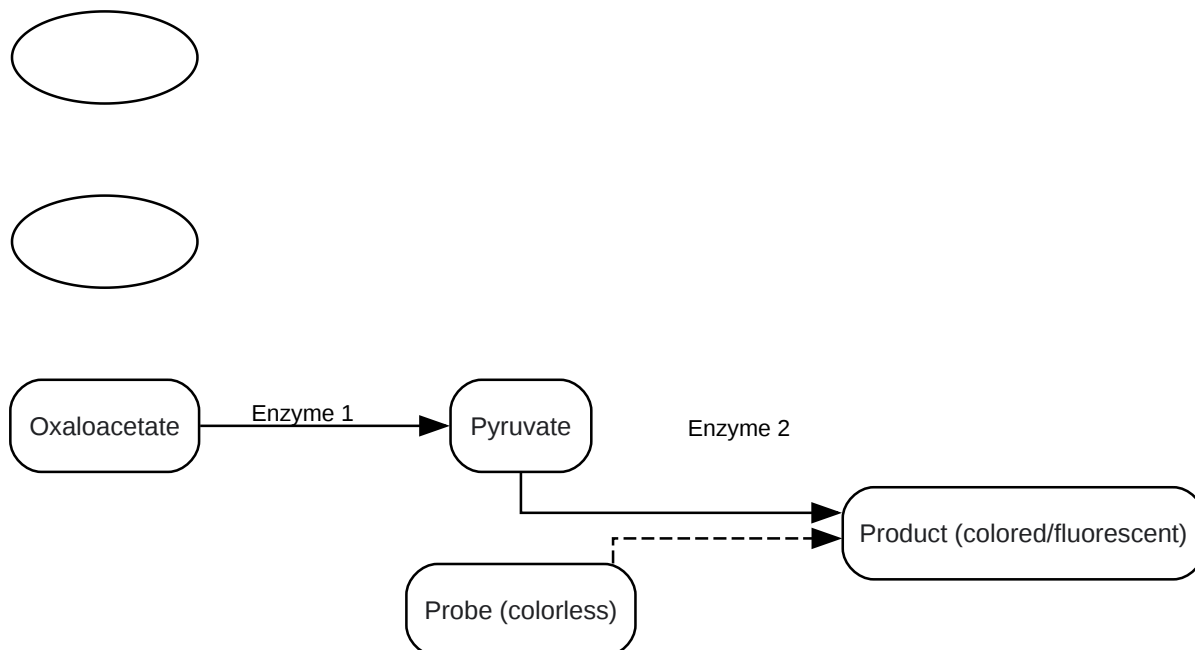 Oxaloacetate
Enzyme 1
Pyruvate
Enzyme 2
Product (colored/fluorescent)
Probe (colorless)